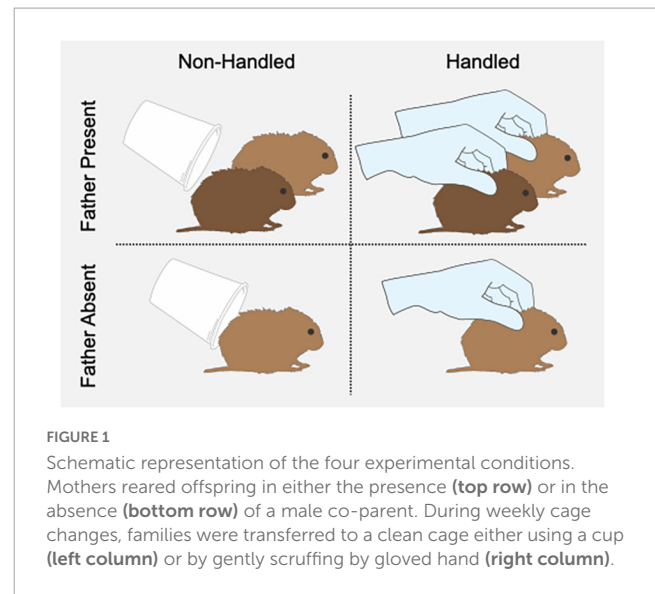 Non-Handled
Handled
Father Present
Father Absent
FIGURE 1
Schematic representation of the four experimental conditions.
Mothers reared offspring in either the presence (top row) or in the
absence (bottom row) of a male co-parent. During weekly cage
changes, families were transferred to a clean cage either using a cup
(left column) or by gently scruffing by gloved hand (right column).